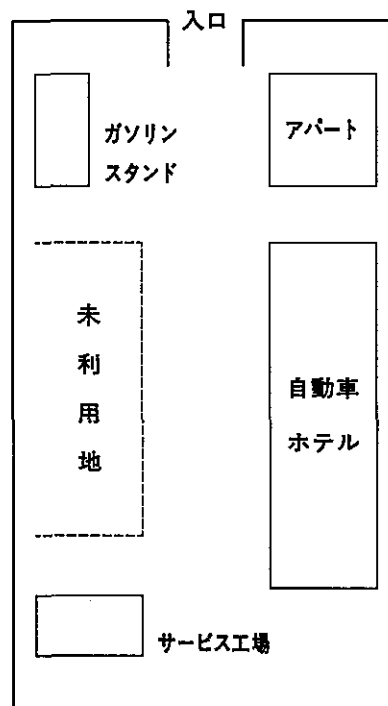 入口
ガソリン
スタンド
アパート
未利用地
自動車
ホテル
サービス工場